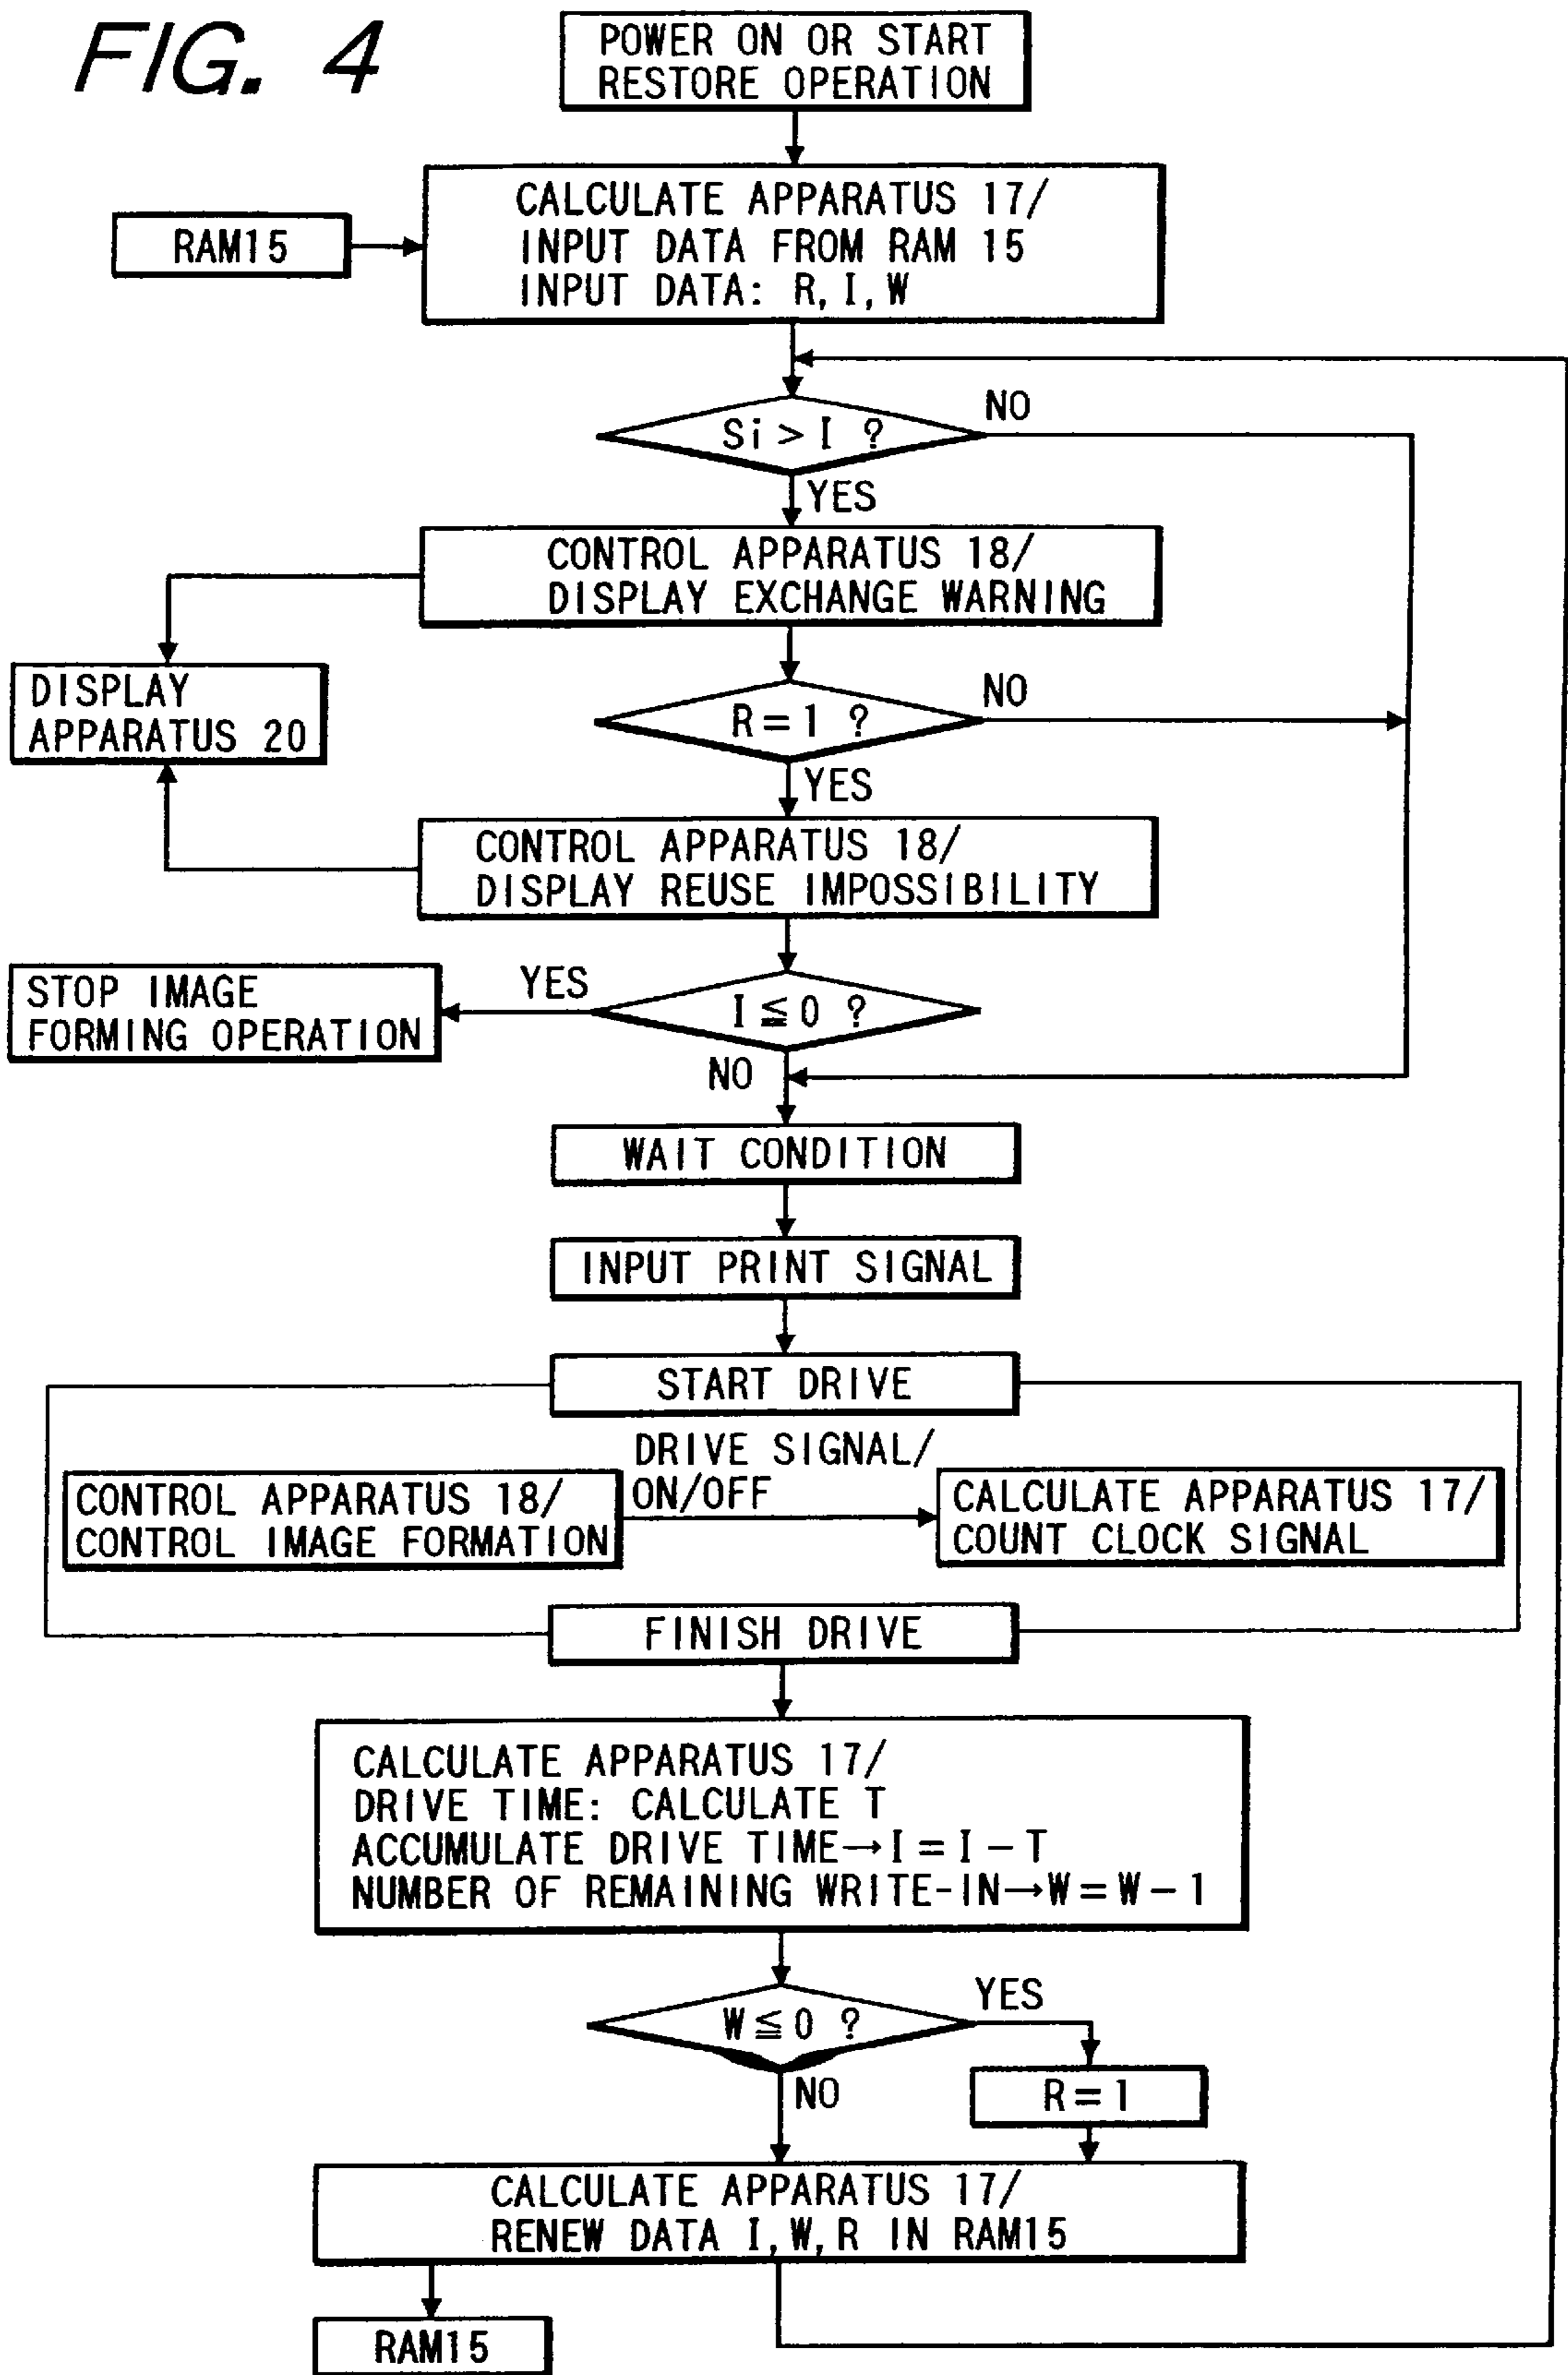 FIG. 4
POWER ON OR START
RESTORE OPERATION
CALCULATE APPARATUS 17/
INPUT DATA FROM RAM 15
INPUT DATA: R, I, W
RAM15
Si > I ?
NO
YES
CONTROL APPARATUS 18/
DISPLAY EXCHANGE WARNING
DISPLAY
APPARATUS 20
R = 1 ?
NO
YES
CONTROL APPARATUS 18/
DISPLAY REUSE IMPOSSIBILITY
STOP IMAGE
FORMING OPERATION
YES
I ≦ 0 ?
NO
WAIT CONDITION
INPUT PRINT SIGNAL
START DRIVE
DRIVE SIGNAL/
ON/OFF
CONTROL APPARATUS 18/
CONTROL IMAGE FORMATION
CALCULATE APPARATUS 17/
COUNT CLOCK SIGNAL
FINISH DRIVE
CALCULATE APPARATUS 17/
DRIVE TIME: CALCULATE T
ACCUMULATE DRIVE TIME→I = I − T
NUMBER OF REMAINING WRITE-IN→W = W − 1
W ≦ 0 ?
YES
NO
R = 1
CALCULATE APPARATUS 17/
RENEW DATA I, W, R IN RAM15
RAM15